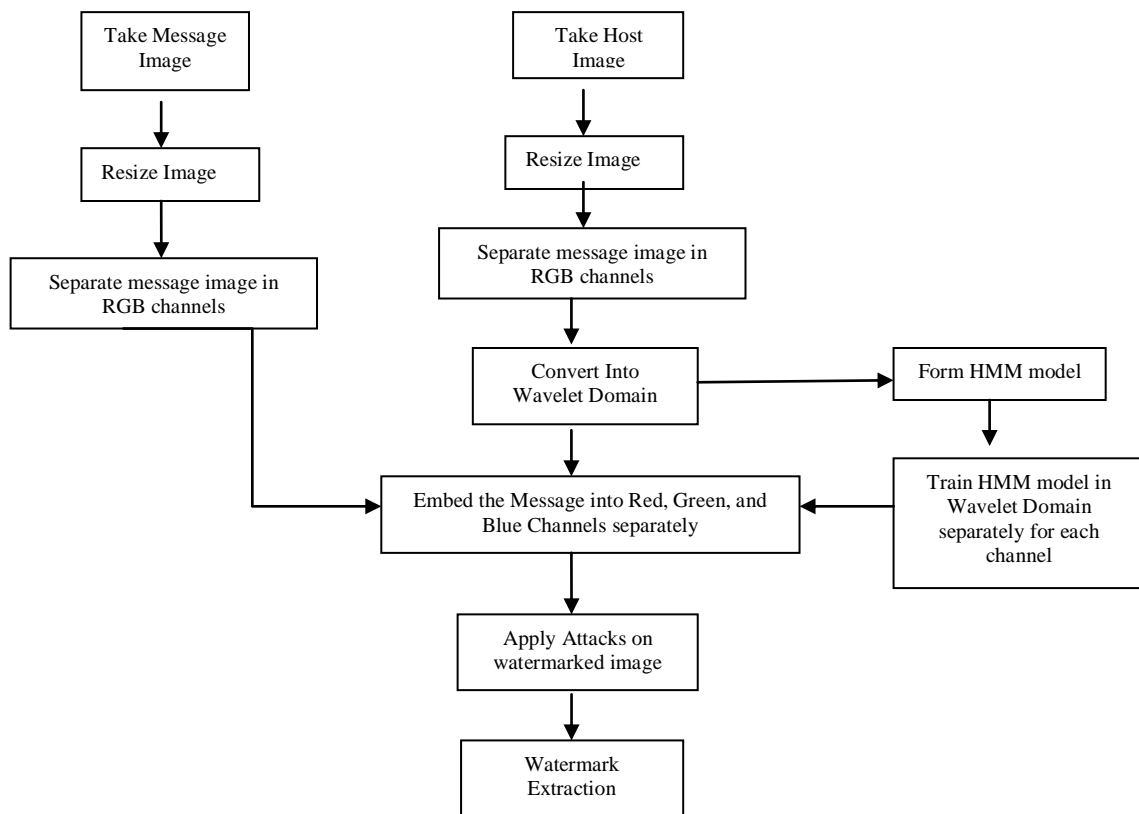 Take Message
Image
Take Host
Image
Resize Image
Resize Image
Separate message image in
RGB channels
Separate message image in
RGB channels
Convert Into
Wavelet Domain
Form HMM model
Embed the Message into Red, Green, and
Blue Channels separately
Train HMM model in
Wavelet Domain
separately for each
channel
Apply Attacks on
watermarked image
Watermark
Extraction